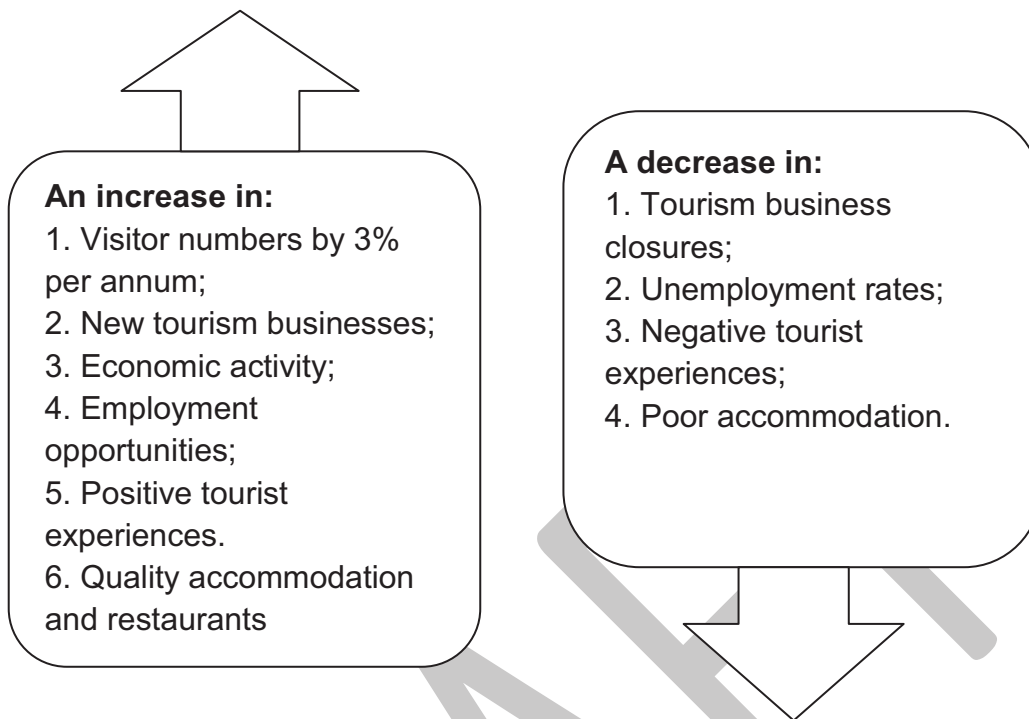 An increase in:
1. Visitor numbers by 3%
per annum;
2. New tourism businesses;
3. Economic activity;
4. Employment
opportunities;
5. Positive tourist
experiences.
6. Quality accommodation
and restaurants
A decrease in:
1. Tourism business
closures;
2. Unemployment rates;
3. Negative tourist
experiences;
4. Poor accommodation.